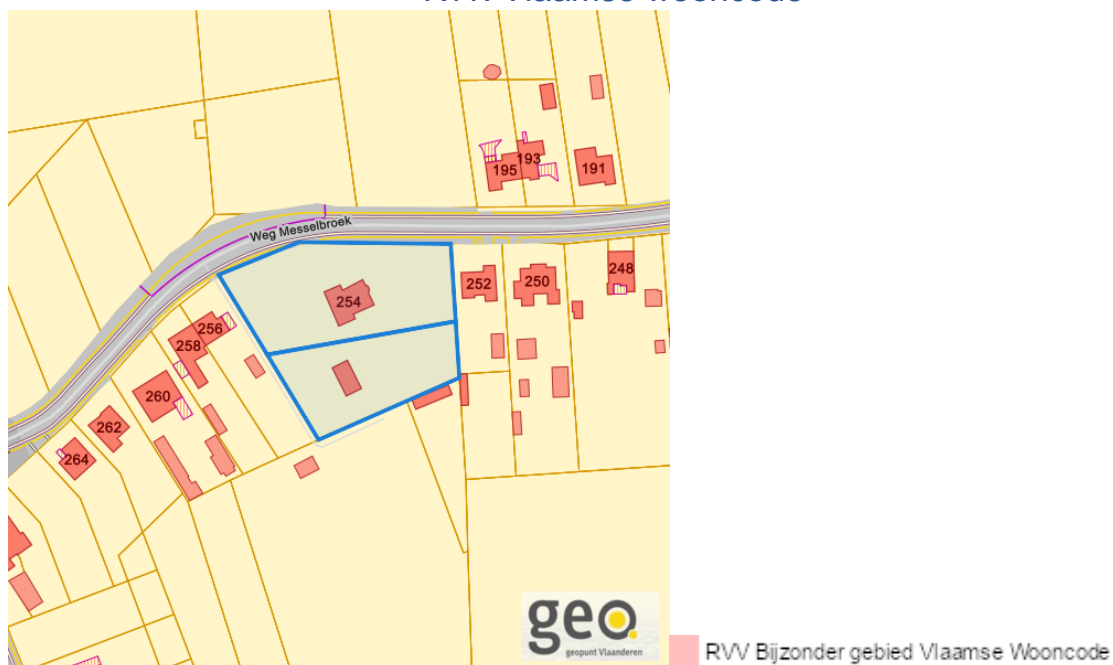 RVV Vlaamse wooncode
193
195
191
Weg Messelbroek
254
252
250
248
256
258
260
262
264
geo.
geopunt Vlaanderen
RVV Bijzonder gebied Vlaamse Wooncode